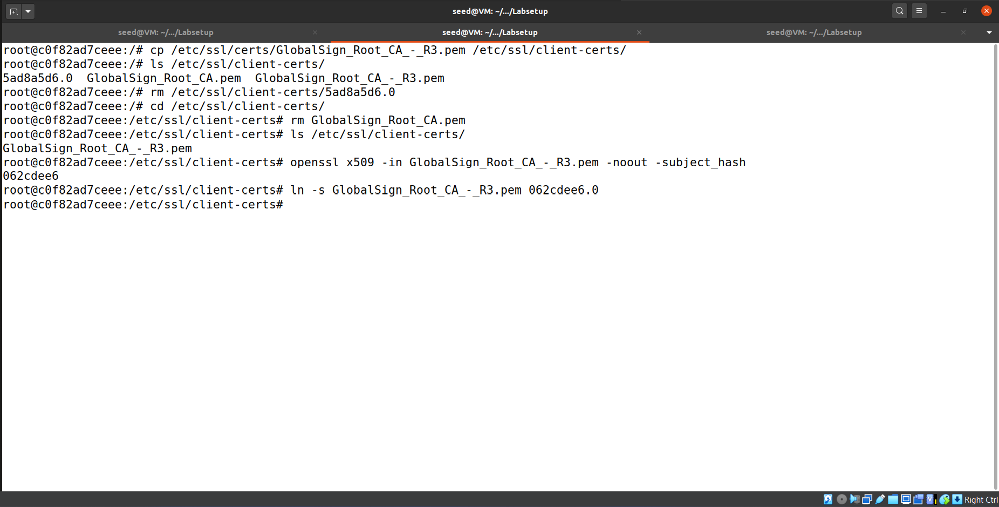 seed@VM: ~/.../Labsetup
seed@VM: ~/.../Labsetup
seed@VM: ~/.../Labsetup
seed@VM: ~/.../Labsetup
root@c0f82ad7ceee:/# cp /etc/ssl/certs/GlobalSign_Root_CA_-_R3.pem /etc/ssl/client-certs/
root@c0f82ad7ceee:/# ls /etc/ssl/client-certs/
5ad8a5d6.0  GlobalSign_Root_CA.pem  GlobalSign_Root_CA_-_R3.pem
root@c0f82ad7ceee:/# rm /etc/ssl/client-certs/5ad8a5d6.0
root@c0f82ad7ceee:/# cd /etc/ssl/client-certs/
root@c0f82ad7ceee:/etc/ssl/client-certs# rm GlobalSign_Root_CA.pem
root@c0f82ad7ceee:/etc/ssl/client-certs# ls /etc/ssl/client-certs/
GlobalSign_Root_CA_-_R3.pem
root@c0f82ad7ceee:/etc/ssl/client-certs# openssl x509 -in GlobalSign_Root_CA_-_R3.pem -noout -subject_hash
062cdee6
root@c0f82ad7ceee:/etc/ssl/client-certs# ln -s GlobalSign_Root_CA_-_R3.pem 062cdee6.0
root@c0f82ad7ceee:/etc/ssl/client-certs#
Right Ctrl